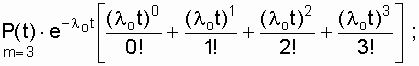 P(t) · e^{-λ₀t} [ (λ₀t)⁰/0! + (λ₀t)¹/1! + (λ₀t)²/2! + (λ₀t)³/3! ] ;
m=3